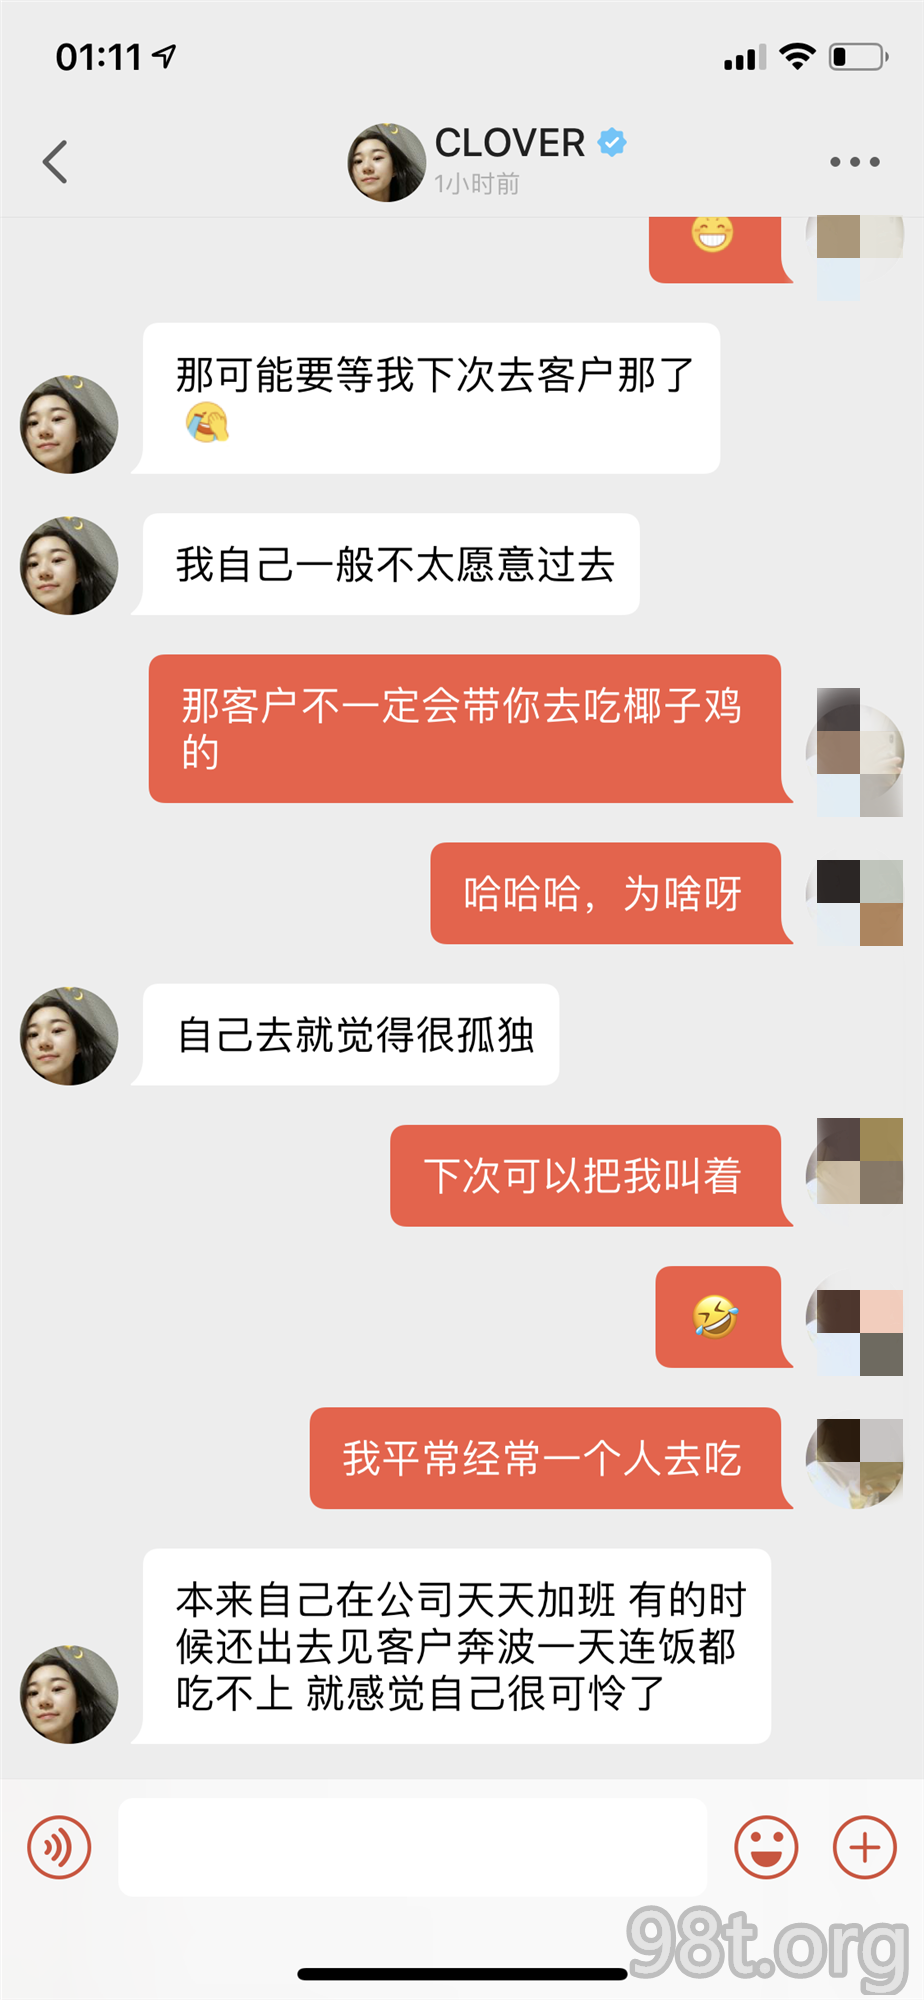 01:11
CLOVER
1小时前
那可能要等我下次去客户那了
我自己一般不太愿意过去
那客户不一定会带你去吃椰子鸡
的
哈哈哈，为啥呀
自己去就觉得很孤独
下次可以把我叫着
我平常经常一个人去吃
本来自己在公司天天加班 有的时
候还出去见客户奔波一天连饭都
吃不上 就感觉自己很可怜了
98t.org